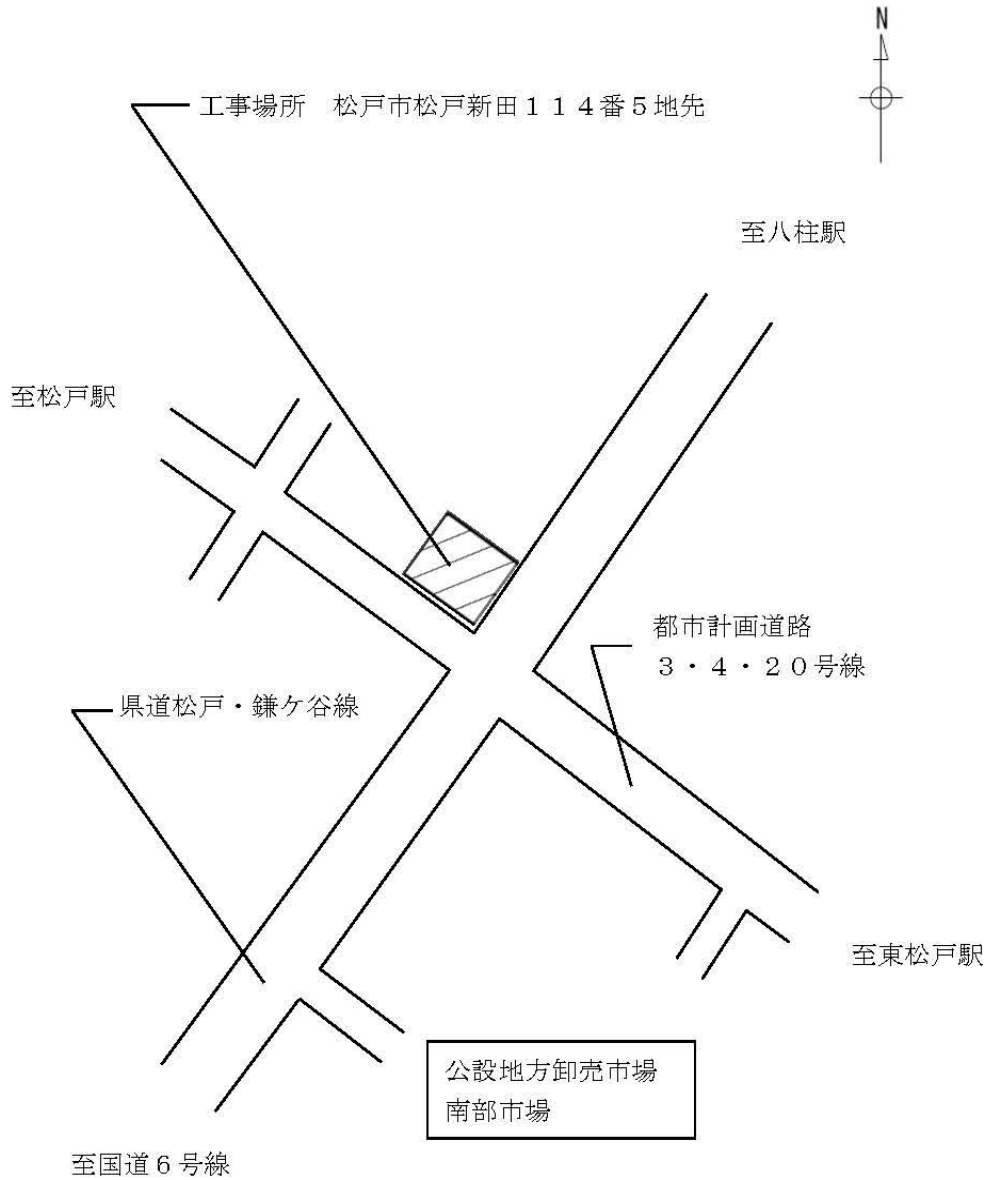 N
工事場所　松戸市松戸新田１１４番５地先
至八柱駅
至松戸駅
都市計画道路
３・４・２０号線
県道松戸・鎌ケ谷線
至東松戸駅
公設地方卸売市場
南部市場
至国道６号線